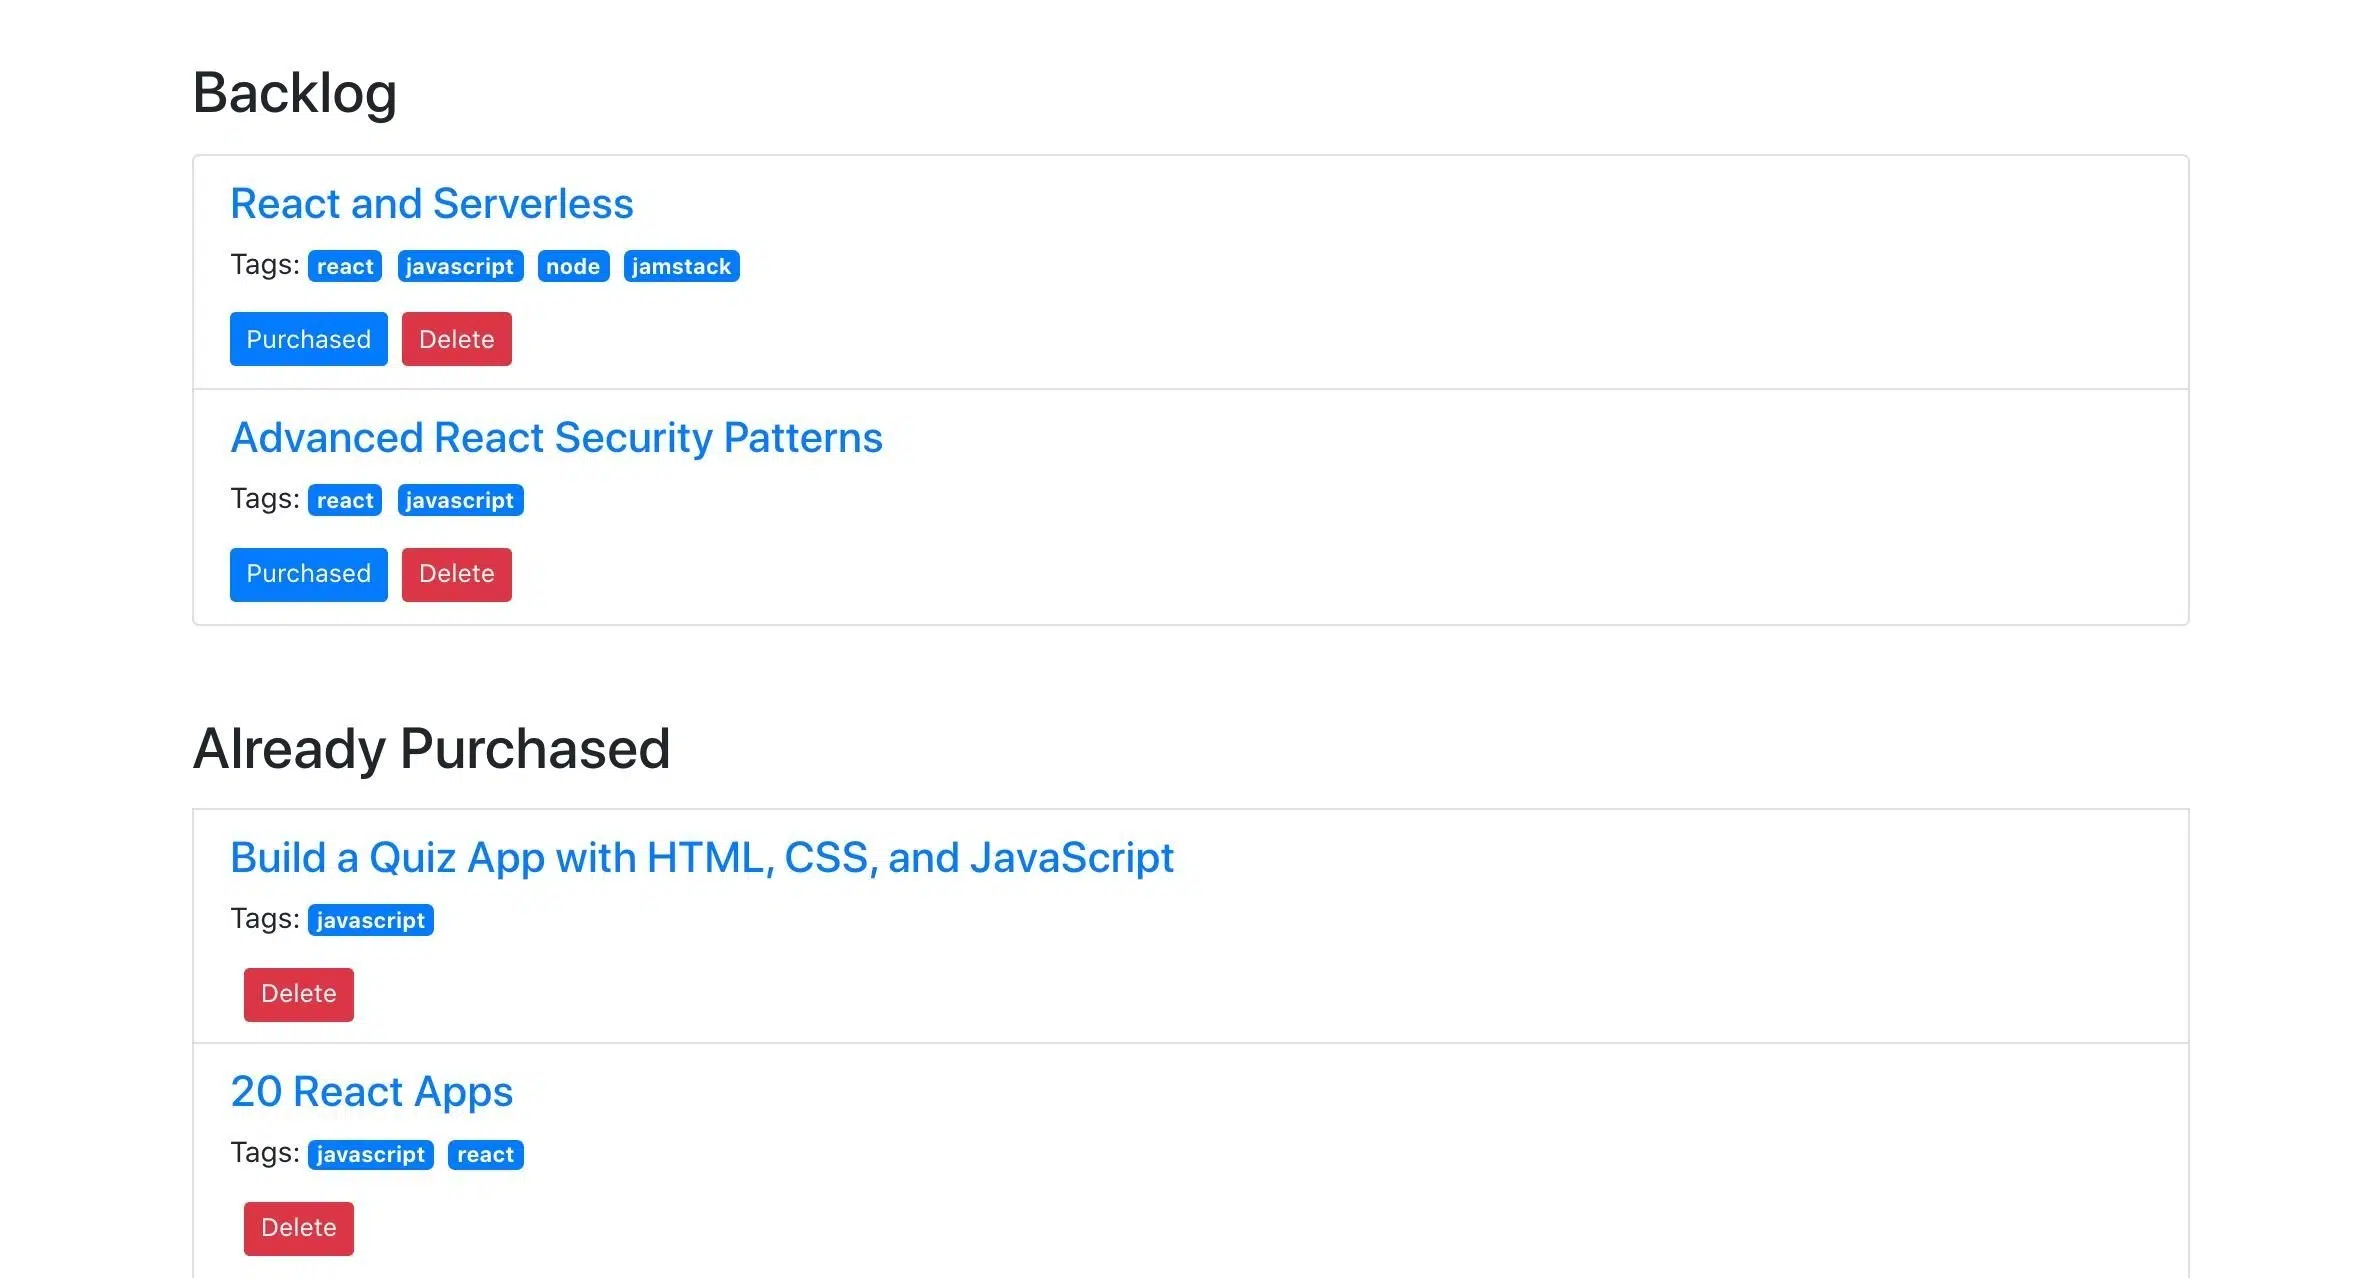 Backlog
React and Serverless
Tags: react javascript node jamstack
Purchased Delete
Advanced React Security Patterns
Tags: react javascript
Purchased Delete
Already Purchased
Build a Quiz App with HTML, CSS, and JavaScript
Tags: javascript
Delete
20 React Apps
Tags: javascript react
Delete